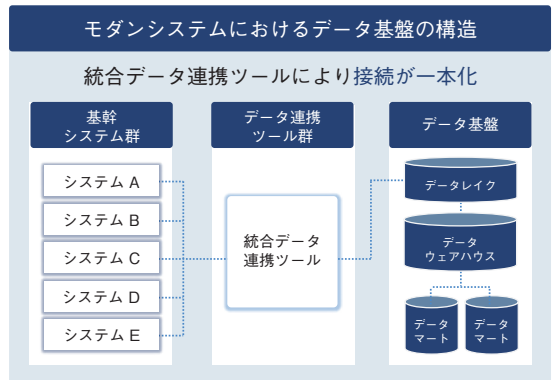 モダンシステムにおけるデータ基盤の構造
統合データ連携ツールにより接続が一本化
基幹
システム群
データ連携
ツール群
データ基盤
システム A
システム B
システム C
システム D
システム E
統合データ
連携ツール
データレイク
データ
ウェアハウス
データ
マート
データ
マート